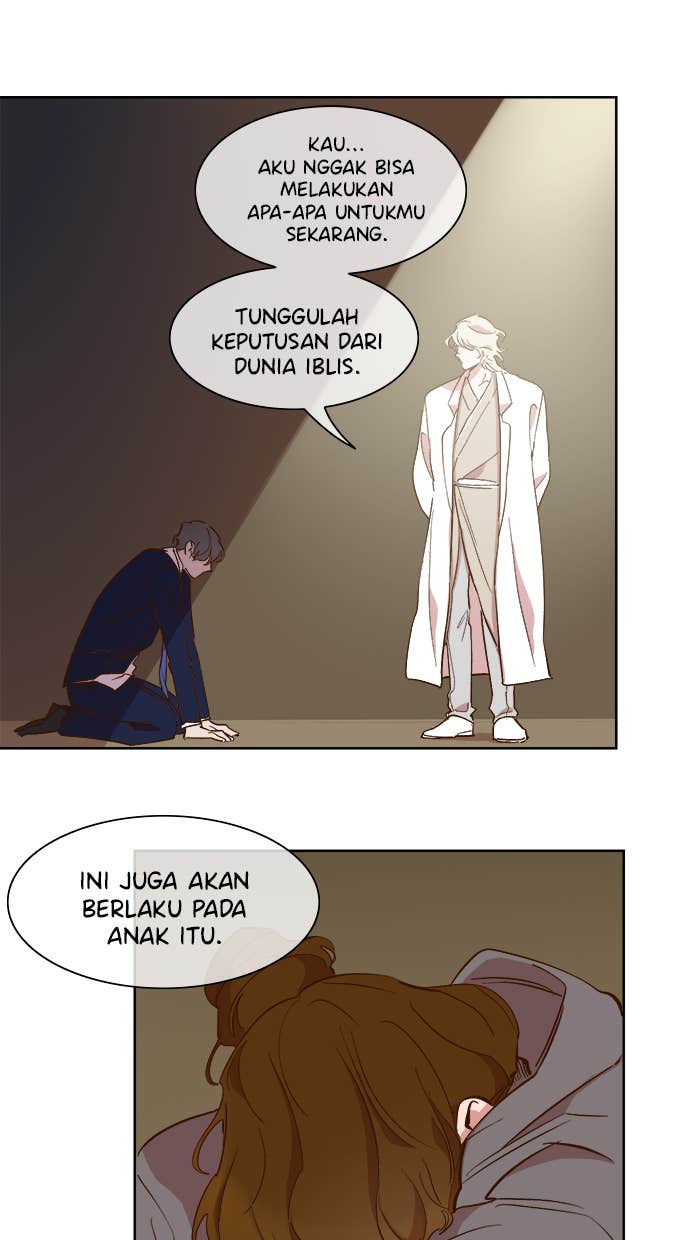 KAU...
AKU NGGAK BISA
MELAKUKAN
APA-APA UNTUKMU
SEKARANG.
TUNGGULAH
KEPUTUSAN DARI
DUNIA IBLIS.
INI JUGA AKAN
BERLAKU PADA
ANAK ITU.